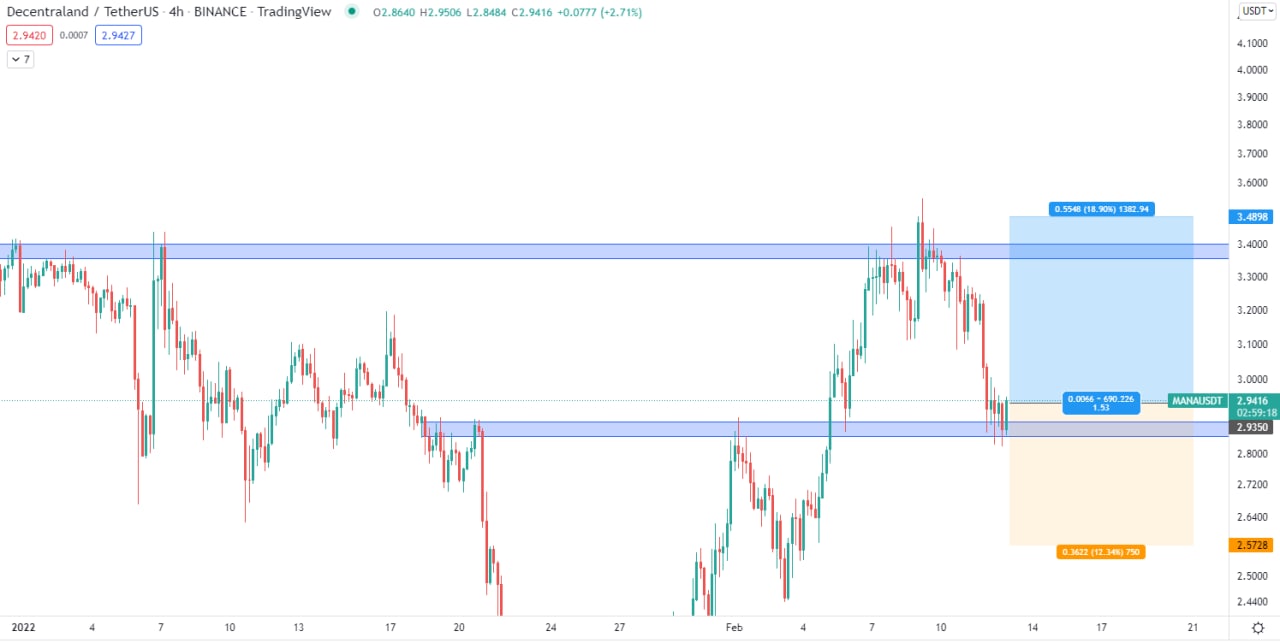 Decentraland / TetherUS · 4h · BINANCE · TradingView O2.8640 H2.9506 L2.8484 C2.9416 +0.0777 (+2.71%)
USDT
2.9420 0.0007 2.9427
7
4.1000
4.0000
3.9000
3.8000
3.7000
3.6000
0.5548 (18.90%) 1382.94
3.4898
3.4000
3.3000
3.2000
3.1000
3.0000
0.0066 ~ 690.226
1.53
MANAUSDT 2.9416
02:59:18
2.9350
2.8000
2.7200
2.6400
0.3622 (12.34%) 750
2.5728
2.5000
2.4400
2022 4 7 10 13 17 20 24 27 Feb 4 7 10 14 17 21